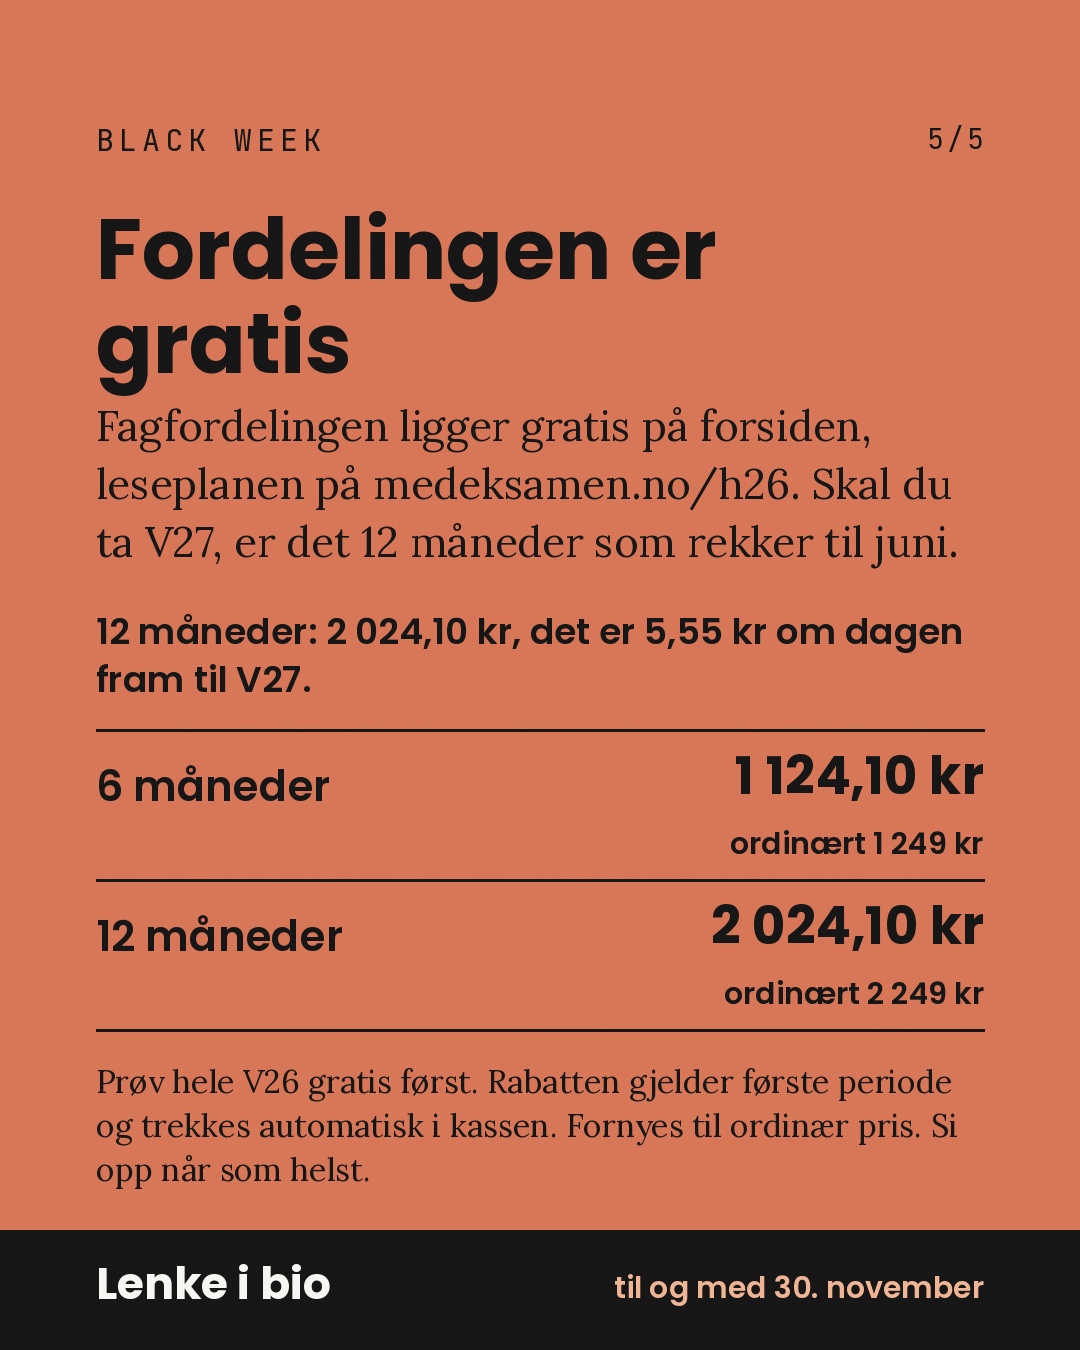 BLACK WEEK
5/5
Fordelingen er
gratis
Fagfordelingen ligger gratis på forsiden,
leseplanen på medeksamen.no/h26. Skal du
ta V27, er det 12 måneder som rekker til juni.
12 måneder: 2 024,10 kr, det er 5,55 kr om dagen
fram til V27.
6 måneder
1 124,10 kr
ordinært 1 249 kr
12 måneder
2 024,10 kr
ordinært 2 249 kr
Prøv hele V26 gratis først. Rabatten gjelder første periode
og trekkes automatisk i kassen. Fornyes til ordinær pris. Si
opp når som helst.
Lenke i bio
til og med 30. november